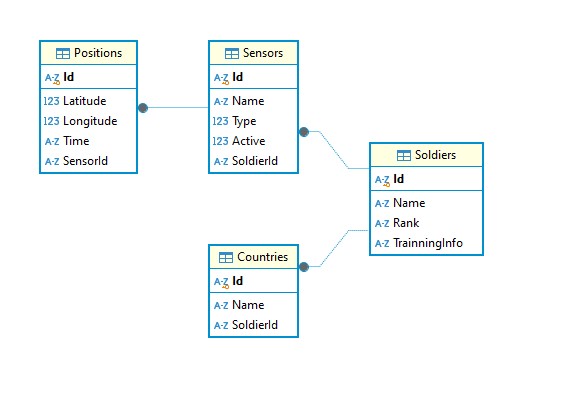 Positions
A-Z Id
123 Latitude
123 Longitude
A-Z Time
A-Z SensorId
Sensors
A-Z Id
A-Z Name
123 Type
123 Active
A-Z SoldierId
Soldiers
A-Z Id
A-Z Name
A-Z Rank
A-Z TrainningInfo
Countries
A-Z Id
A-Z Name
A-Z SoldierId